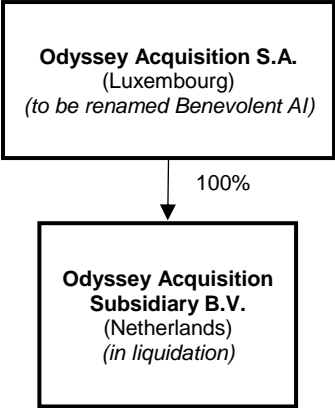 Odyssey Acquisition S.A.
(Luxembourg)
(to be renamed Benevolent AI)
100%
Odyssey Acquisition
Subsidiary B.V.
(Netherlands)
(in liquidation)